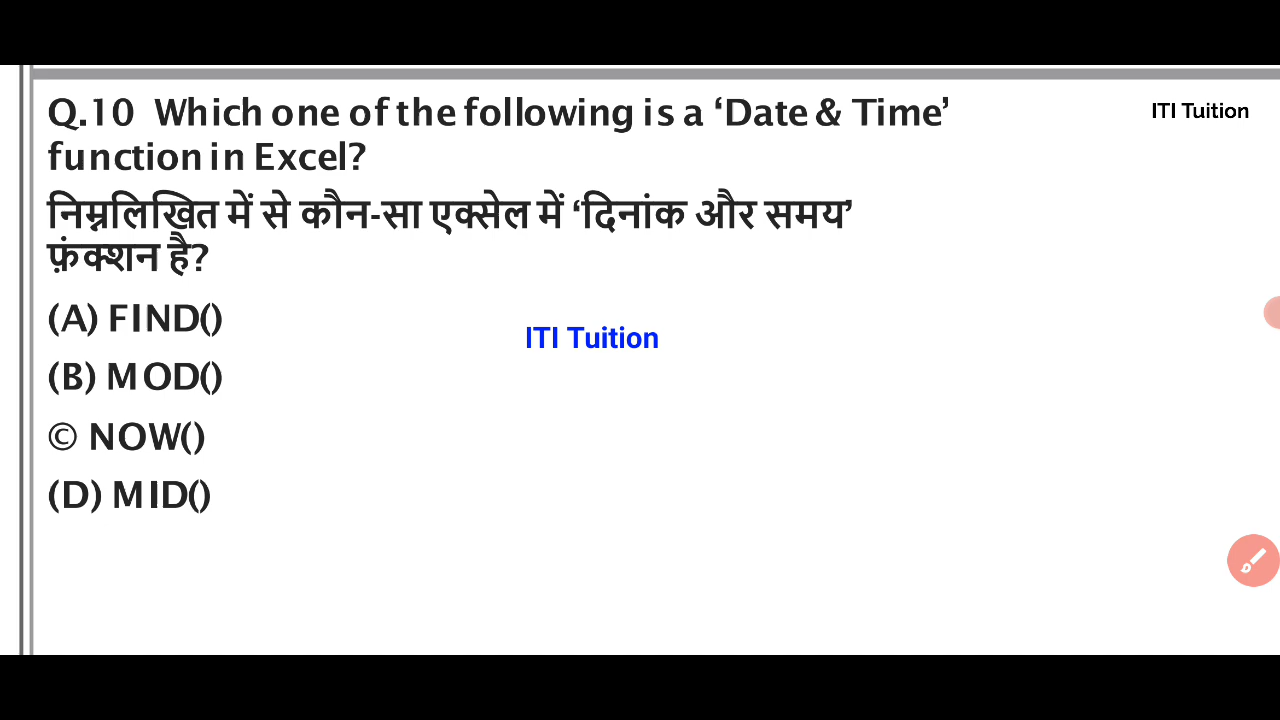 Q.10 Which one of the following is a ‘Date & Time’
ITI Tuition
function in Excel?
निम्नलिखित में से कौन-सा एक्सेल में ‘दिनांक और समय’
फ़ंक्शन है?
(A) FIND()
ITI Tuition
(B) MOD()
© NOW()
(D) MID()